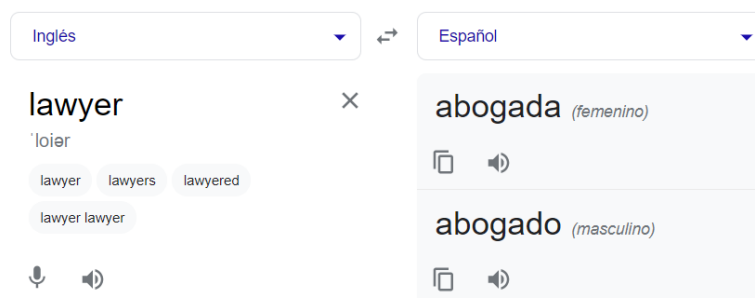 Inglés
Español
lawyer
ˈloiər
lawyer lawyers lawyered
lawyer lawyer
abogada (femenino)
abogado (masculino)